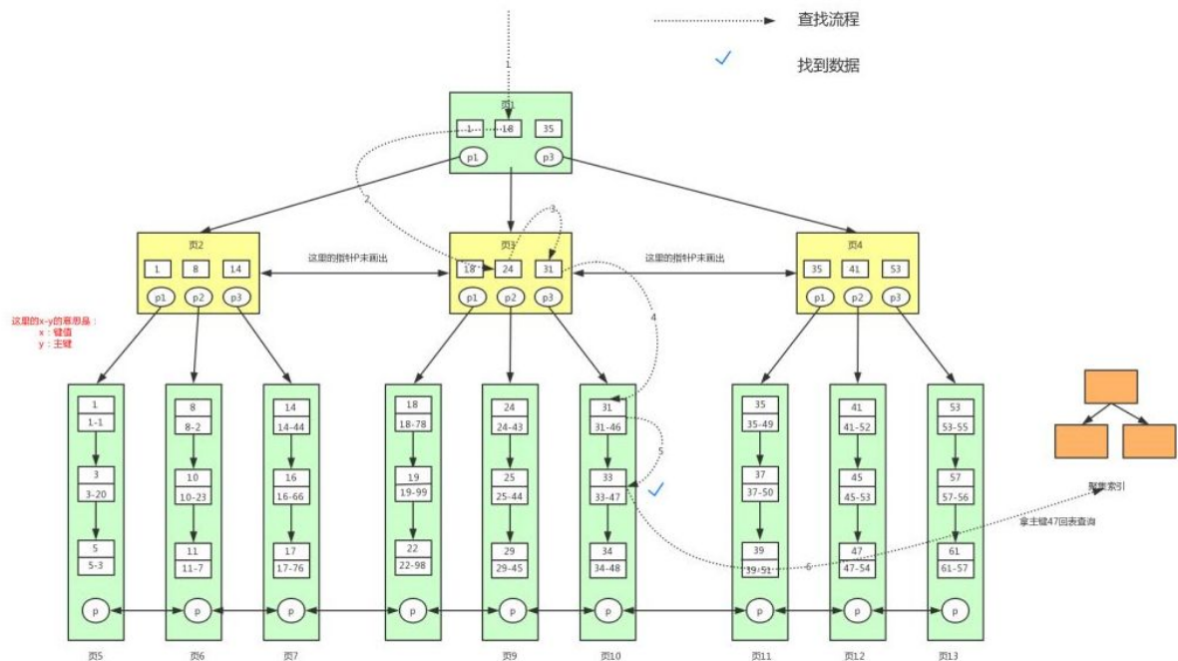 查找流程
找到数据
1
页1
1 18 35
p1 p3
2
3
页2
1 8 14
p1 p2 p3
这里的指针P未画出
页3
18 24 31
p1 p2 p3
这里的指针P未画出
页4
35 41 53
p1 p2 p3
这里的x-y的意思是：
x：键值
y：主键
4
1
1-1
3
3-20
5
5-3
p
页5
8
8-2
10
10-23
11
11-7
p
页6
14
14-44
16
16-66
17
17-76
p
页7
18
18-78
19
19-99
22
22-98
p
24
24-43
25
25-44
29
29-45
p
页9
31
31-46
5
33
33-47
34
34-48
p
页10
35
35-49
37
37-50
39
39-51
p
页11
41
41-52
45
45-53
47
47-54
p
页12
53
53-55
57
57-56
61
61-57
p
页13
6
聚集索引
拿主键47回表查询